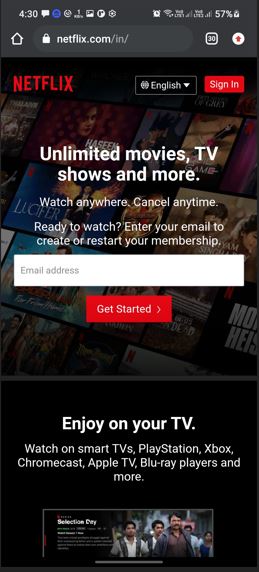 4:30
57%
netflix.com/in/
30
NETFLIX
English
Sign In
HASEEN
LUCIFER
GAME
Unlimited movies, TV
shows and more.
Watch anywhere. Cancel anytime.
Ready to watch? Enter your email to
create or restart your membership.
Email address
Get Started
Enjoy on your TV.
Watch on smart TVs, PlayStation, Xbox,
Chromecast, Apple TV, Blu-ray players and
more.
Selection Day